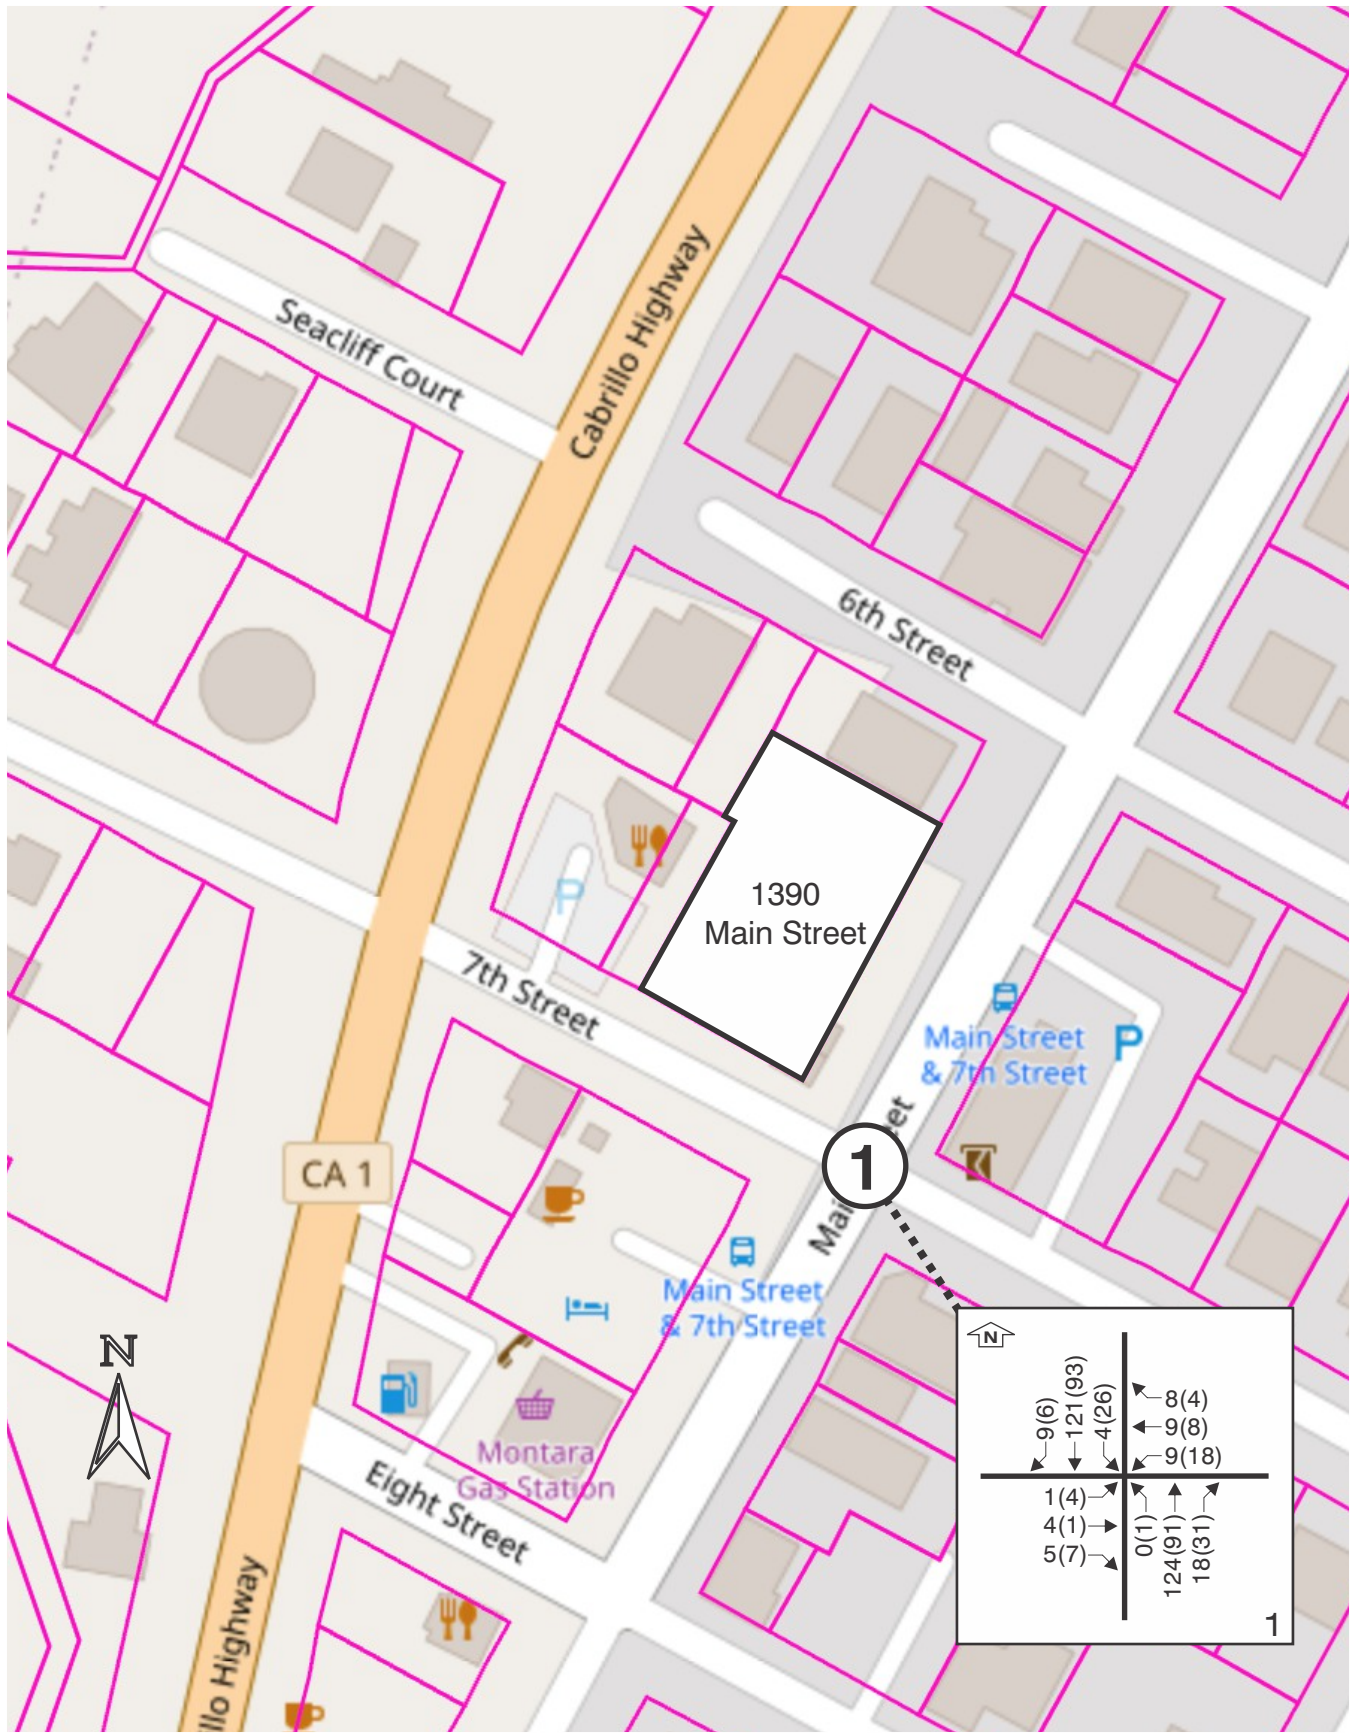 Seacliff Court
Cabrillo Highway
6th Street
P
1390
Main Street
7th Street
Main Street
& 7th Street
P
CA 1
1
Main Street
& 7th Street
N
Montara
Gas Station
Eight Street
N
9(6)
121(93)
4(26)
8(4)
9(8)
9(18)
1(4)
4(1)
5(7)
0(1)
124(91)
18(31)
1
llo Highway